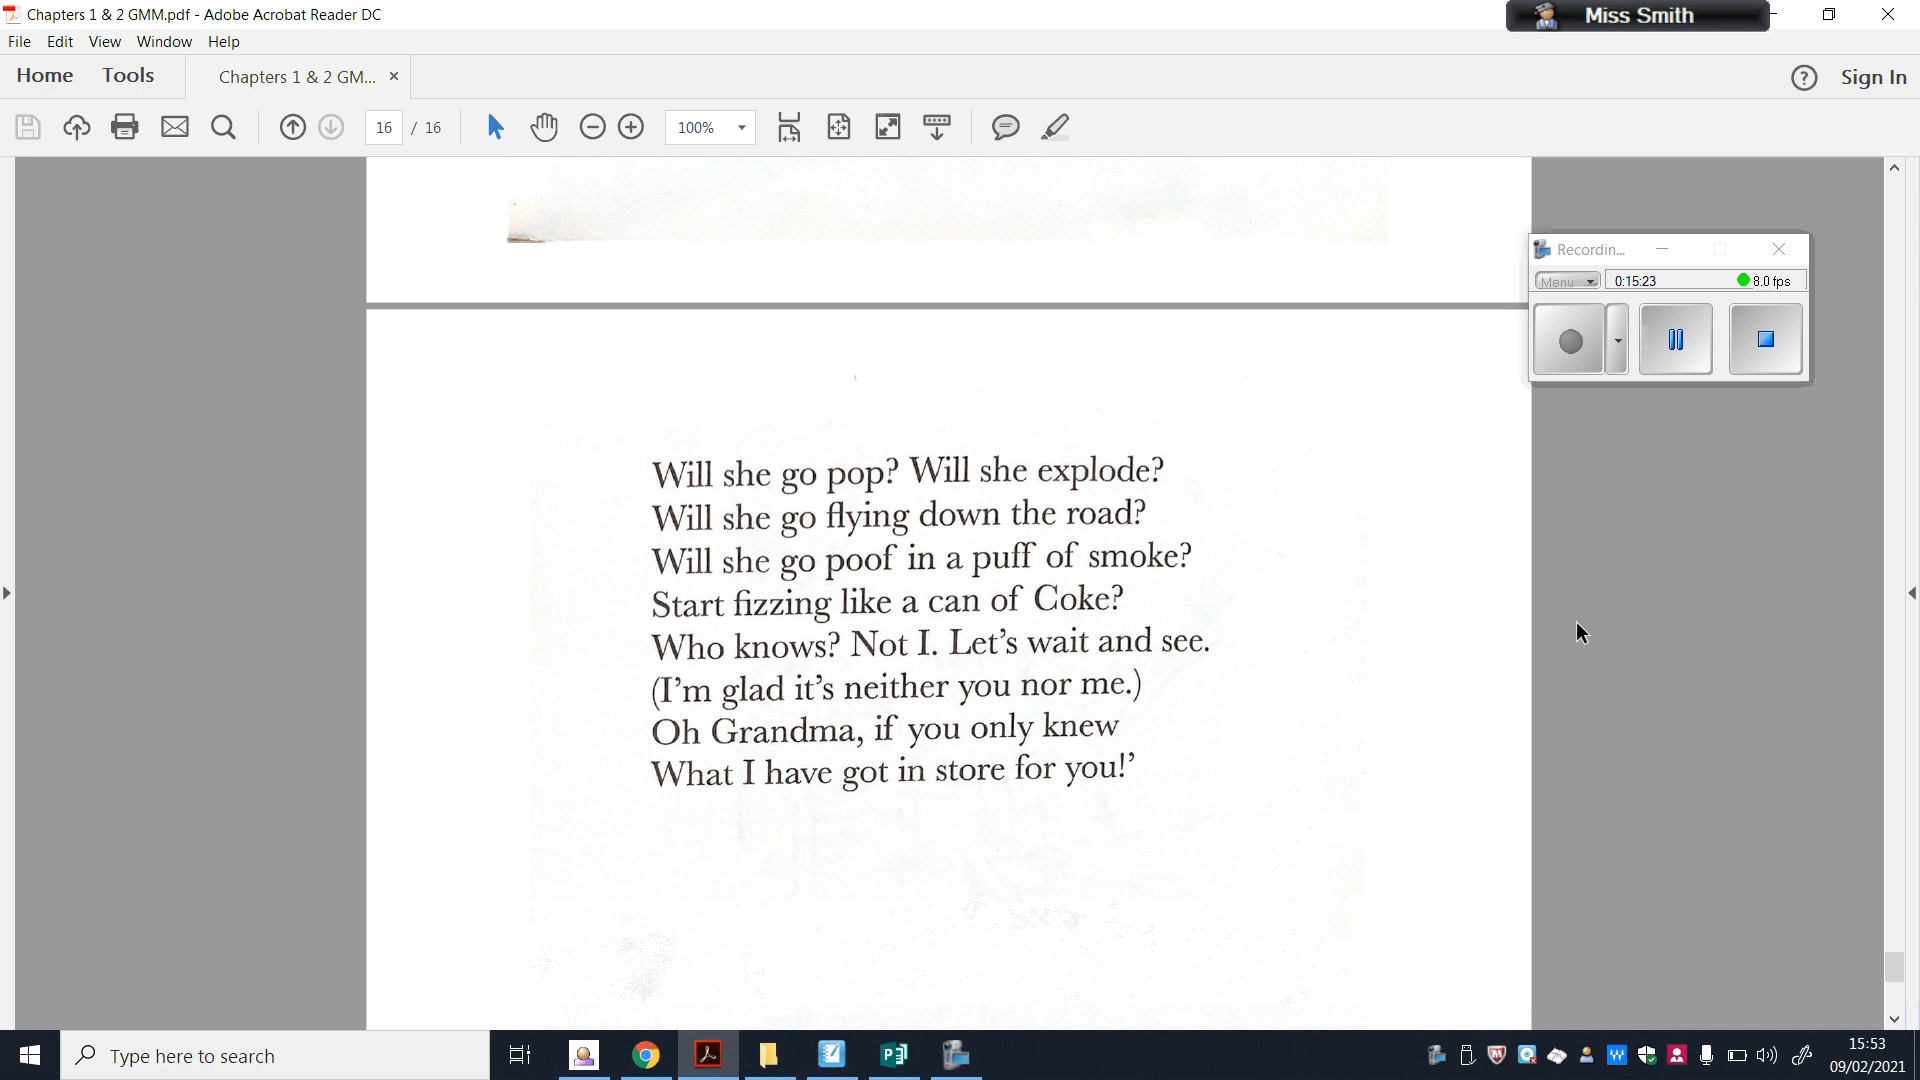 Chapters 1 & 2 GMM.pdf - Adobe Acrobat Reader DC
Miss Smith
File Edit View Window Help
Home Tools Chapters 1 & 2 GM... × Sign In
16 / 16 100%
Recordin...
Menu 0:15:23 8.0 fps
Will she go pop? Will she explode?
Will she go flying down the road?
Will she go poof in a puff of smoke?
Start fizzing like a can of Coke?
Who knows? Not I. Let's wait and see.
(I'm glad it's neither you nor me.)
Oh Grandma, if you only knew
What I have got in store for you!'
Type here to search
15:53
09/02/2021